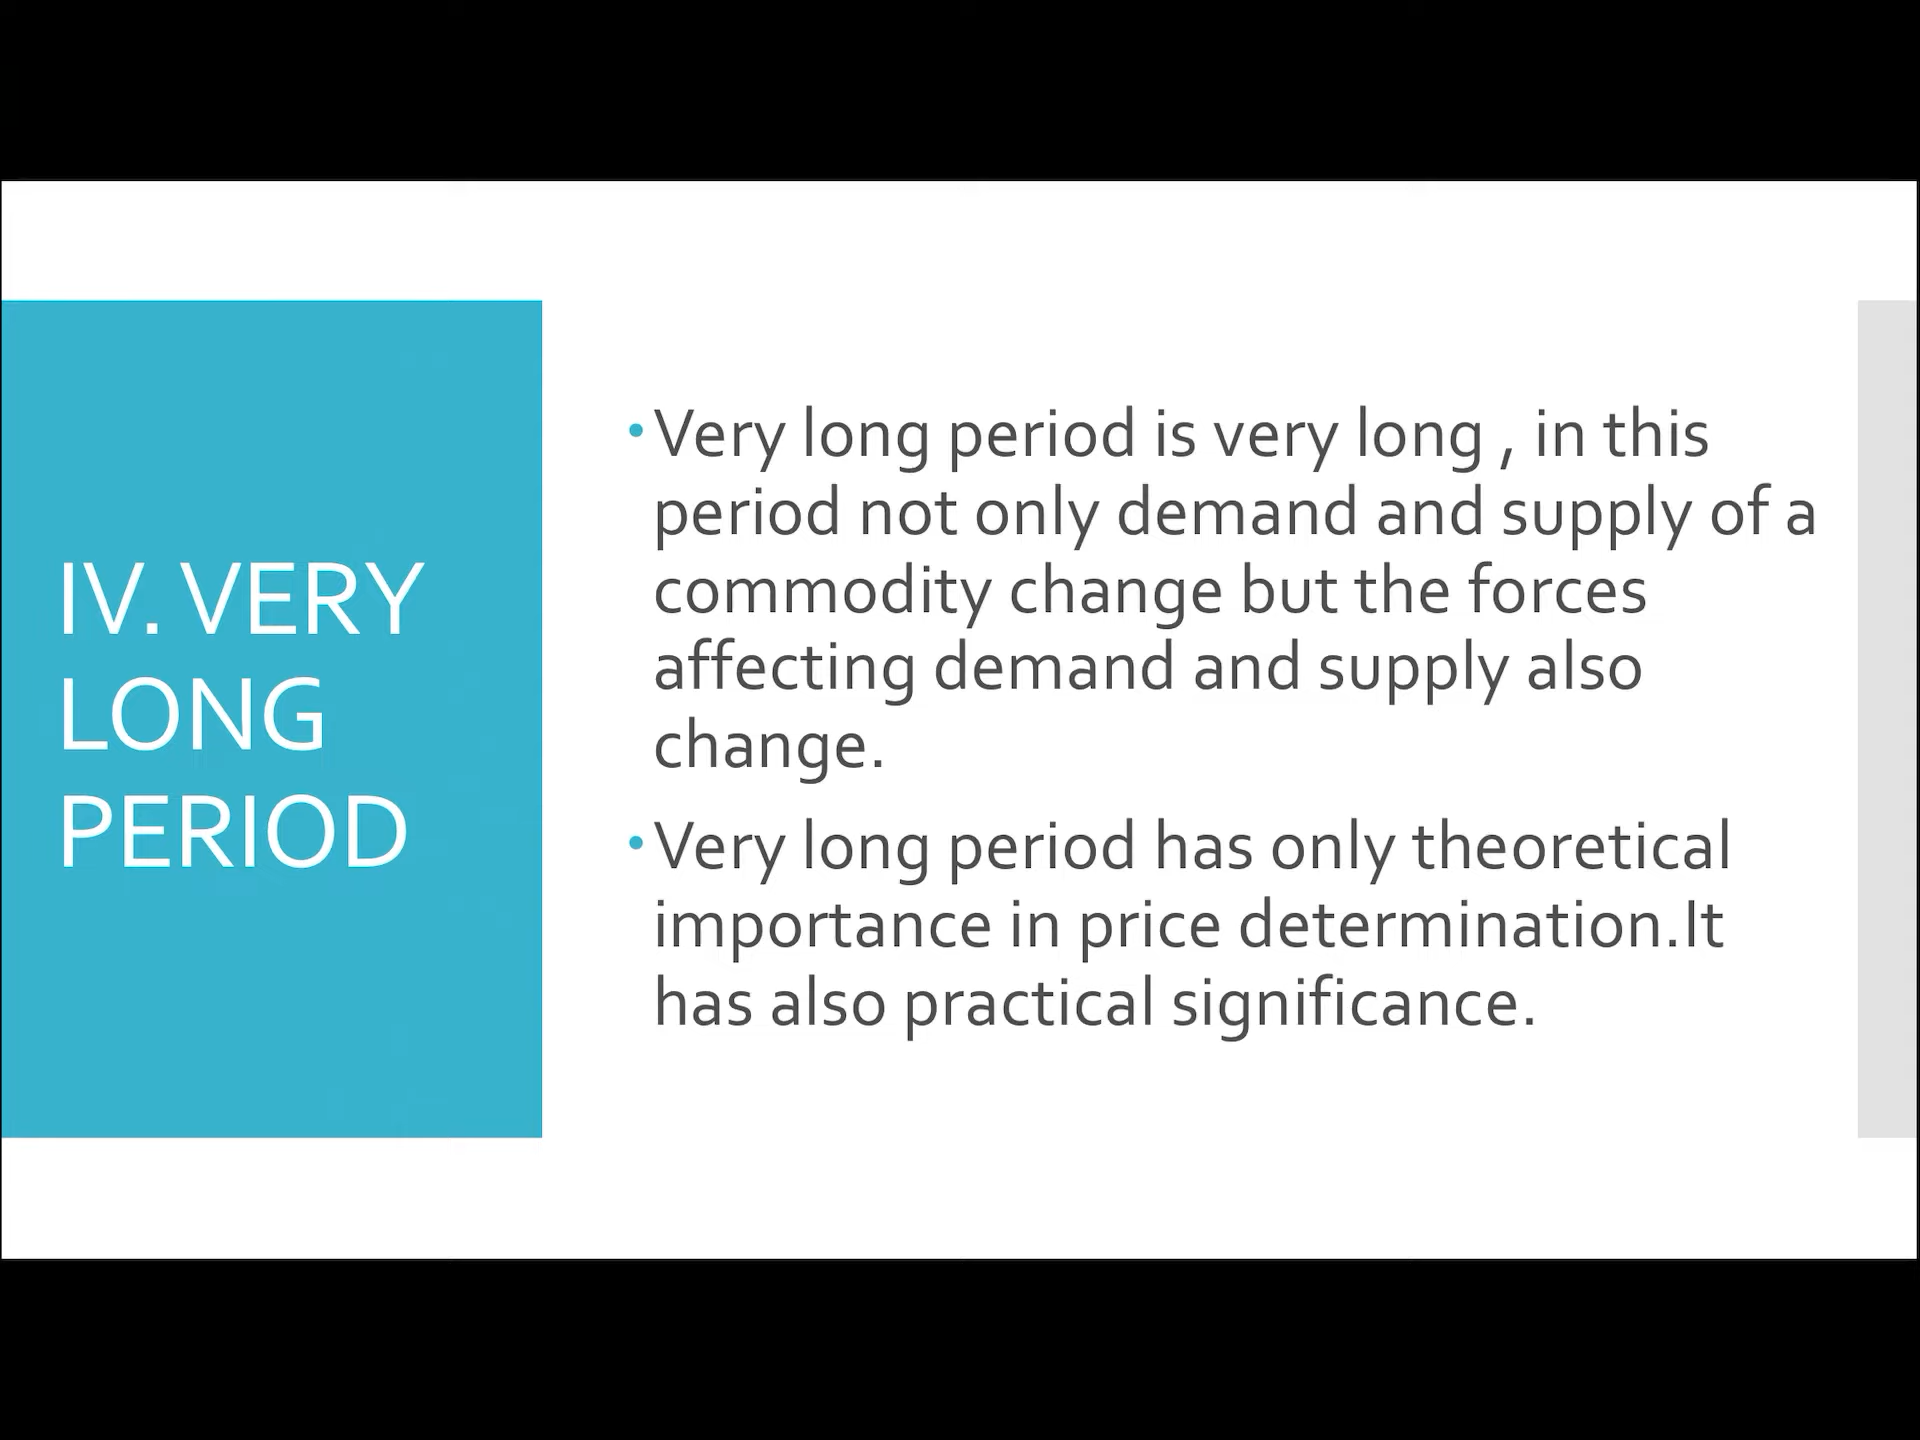 IV. VERY
LONG
PERIOD
• Very long period is very long , in this
period not only demand and supply of a
commodity change but the forces
affecting demand and supply also
change.
• Very long period has only theoretical
importance in price determination.It
has also practical significance.